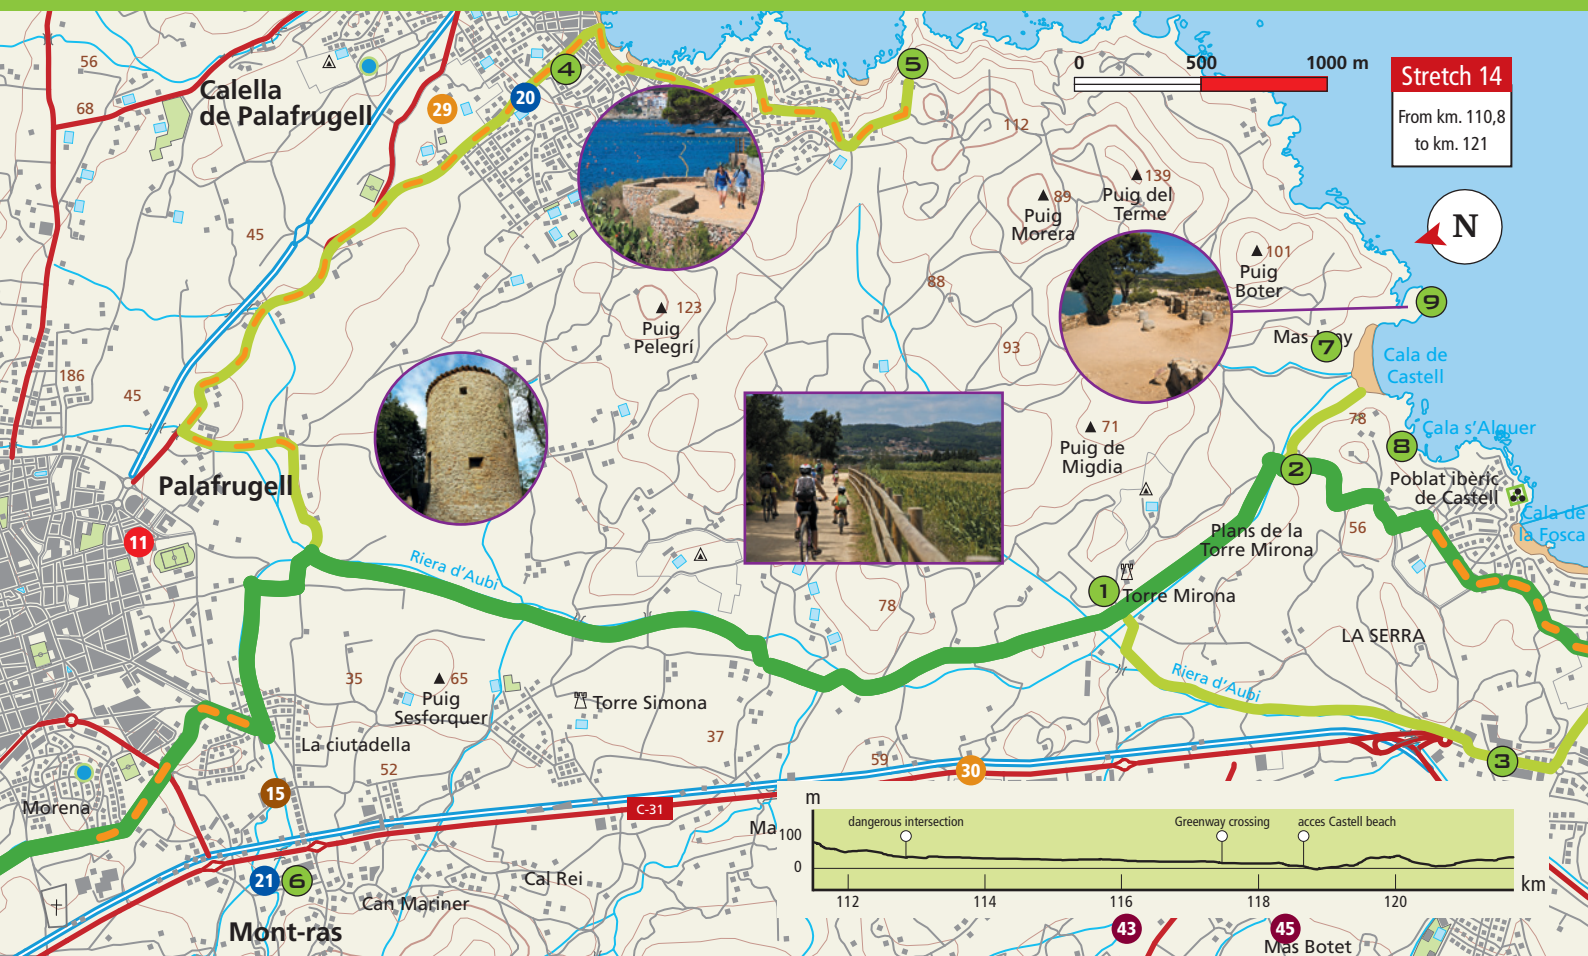 56
68
Calella
de Palafrugell
29
20
4
5
0 500 1000 m
Stretch 14
From km. 110,8
to km. 121
N
112
139
Puig del
Terme
89
Puig
Morera
101
Puig
Boter
9
7
Cala de
Castell
45
88
123
Puig
Pelegrí
93
186
45
71
Puig de
Migdia
78
8
Cala s'Alguer
2
Poblat ibèric
de Castell
Cala de
la Fosca
56
Palafrugell
11
Plans de la
Torre Mirona
Riera d'Aubi
1
Torre Mirona
78
LA SERRA
35
65
Puig
Sesforquer
Torre Simona
Riera d'Aubi
La ciutadella
37
52
59
30
3
15
Morena
C-31
21
6
Cal Rei
Can Mariner
Mont-ras
m
100
0
dangerous intersection
Greenway crossing
acces Castell beach
km
112 114 116 118 120
43
45
Mas Botet